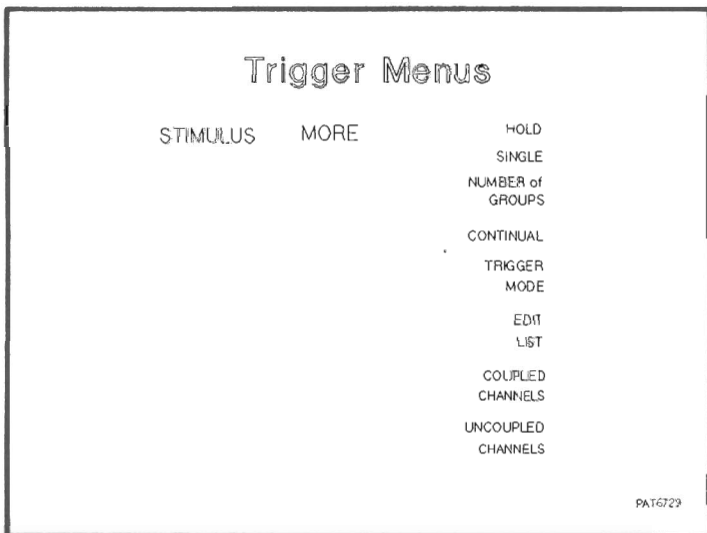 Trigger Menus
STIMULUS MORE HOLD
SINGLE
NUMBER of
GROUPS
CONTINUAL
TRIGGER
MODE
EDIT
LIST
COUPLED
CHANNELS
UNCOUPLED
CHANNELS
PAT6729